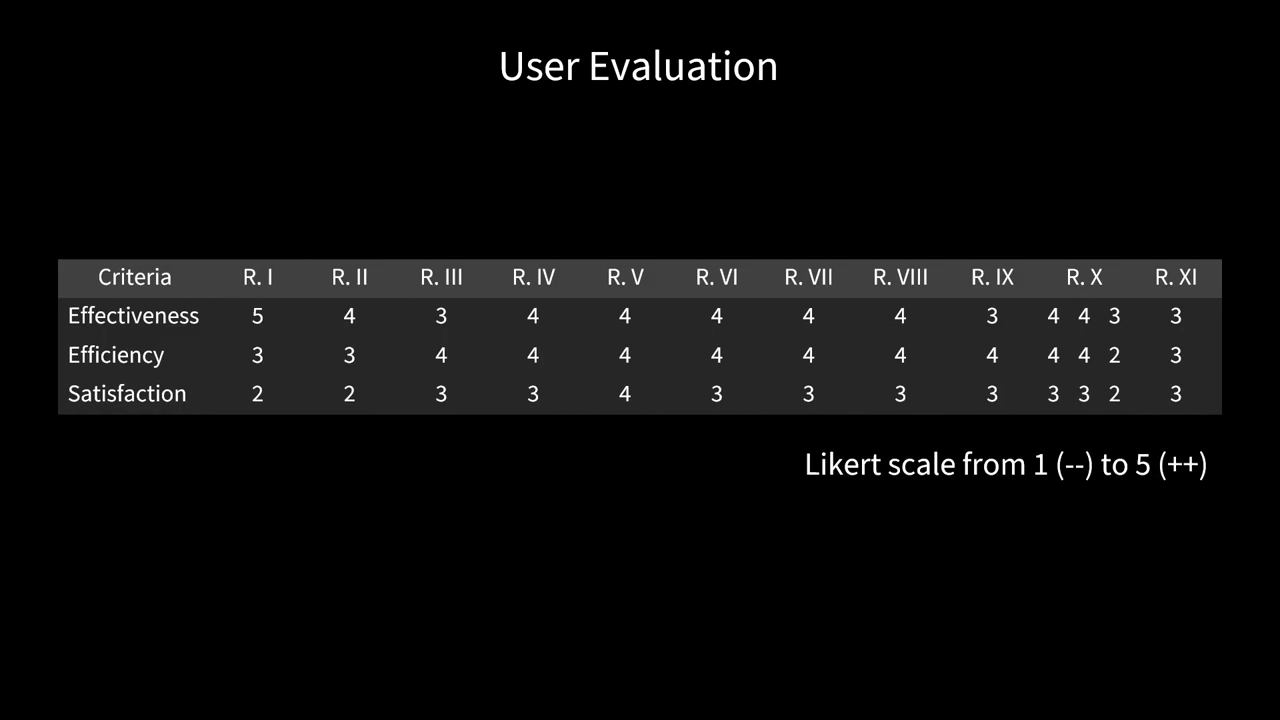 User Evaluation
Criteria R. I R. II R. III R. IV R. V R. VI R. VII R. VIII R. IX R. X R. XI
Effectiveness 5 4 3 4 4 4 4 4 3 4 4 3 3
Efficiency 3 3 4 4 4 4 4 4 4 4 4 2 3
Satisfaction 2 2 3 3 4 3 3 3 3 3 3 2 3
Likert scale from 1 (--) to 5 (++)